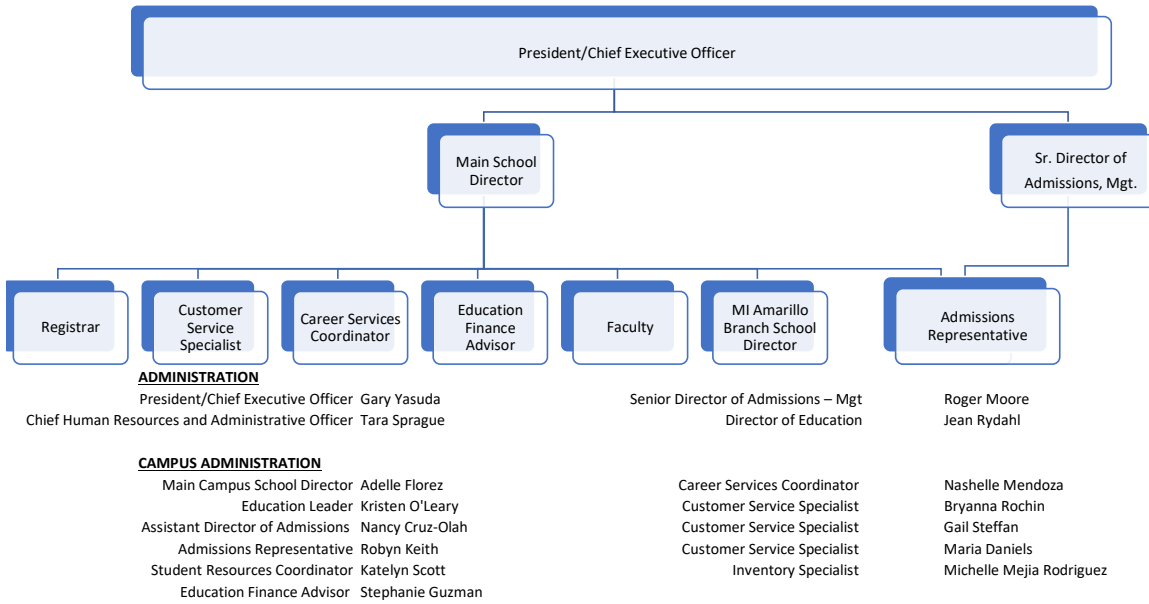 President/Chief Executive Officer
Main School
Director
Sr. Director of
Admissions, Mgt.
Registrar
Customer
Service
Specialist
Career Services
Coordinator
Education
Finance
Advisor
Faculty
MI Amarillo
Branch School
Director
Admissions
Representative
ADMINISTRATION
President/Chief Executive Officer Gary Yasuda Senior Director of Admissions – Mgt Roger Moore
Chief Human Resources and Administrative Officer Tara Sprague Director of Education Jean Rydahl
CAMPUS ADMINISTRATION
Main Campus School Director Adelle Florez Career Services Coordinator Nashelle Mendoza
Education Leader Kristen O'Leary Customer Service Specialist Bryanna Rochin
Assistant Director of Admissions Nancy Cruz-Olah Customer Service Specialist Gail Steffan
Admissions Representative Robyn Keith Customer Service Specialist Maria Daniels
Student Resources Coordinator Katelyn Scott Inventory Specialist Michelle Mejia Rodriguez
Education Finance Advisor Stephanie Guzman